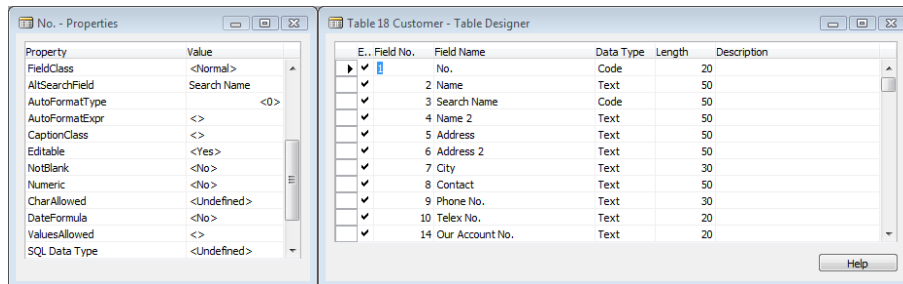 No. - Properties
Property Value
FieldClass <Normal>
AltSearchField Search Name
AutoFormatType <0>
AutoFormatExpr <>
CaptionClass <>
Editable <Yes>
NotBlank <No>
Numeric <No>
CharAllowed <Undefined>
DateFormula <No>
ValuesAllowed <>
SQL Data Type <Undefined>
Table 18 Customer - Table Designer
E.. Field No. Field Name Data Type Length Description
1 No. Code 20
2 Name Text 50
3 Search Name Code 50
4 Name 2 Text 50
5 Address Text 50
6 Address 2 Text 50
7 City Text 30
8 Contact Text 50
9 Phone No. Text 30
10 Telex No. Text 20
14 Our Account No. Text 20
Help